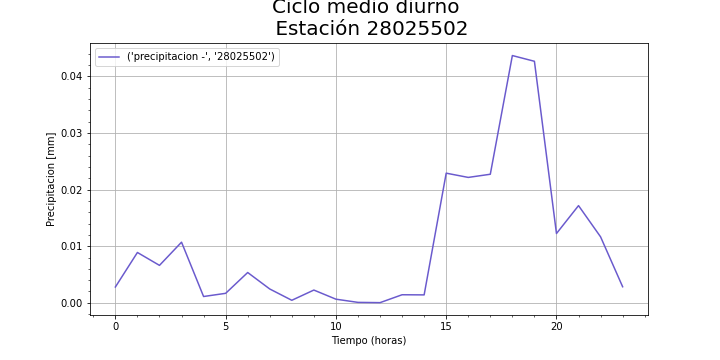 Ciclo medio diurno
Estación 28025502
('precipitacion -', '28025502')
Precipitacion [mm]
0.04
0.03
0.02
0.01
0.00
0 5 10 15 20
Tiempo (horas)